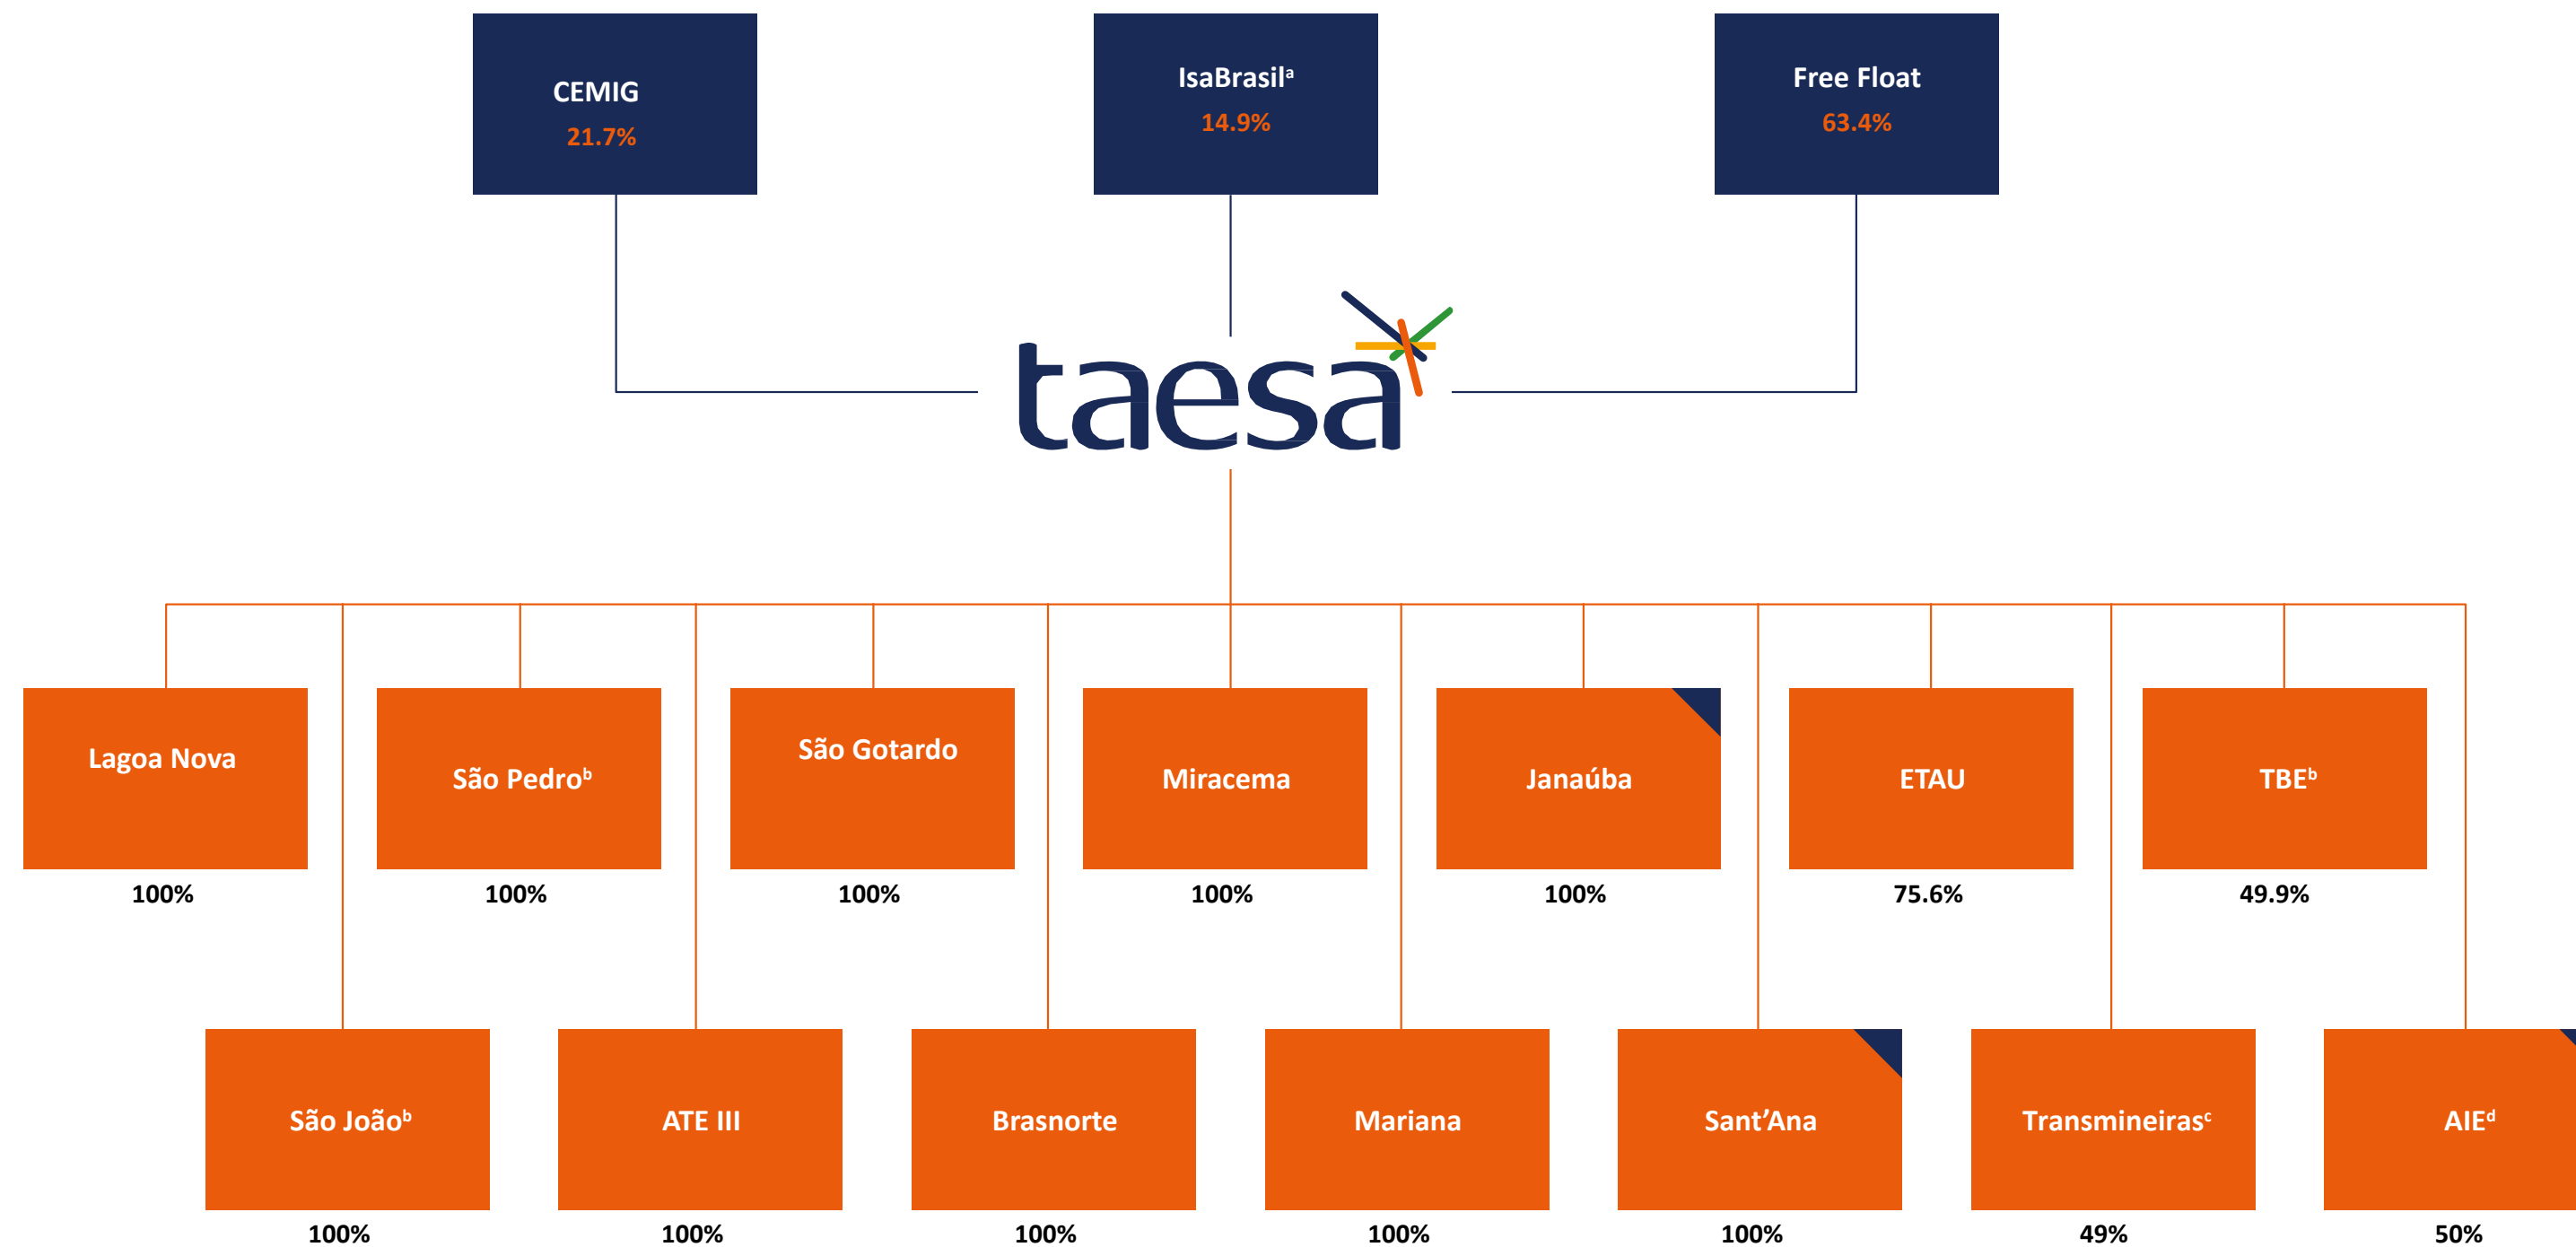 CEMIG
21.7%
IsaBrasilᵃ
14.9%
Free Float
63.4%
taesa
Lagoa Nova
100%
São Pedroᵇ
100%
São Gotardo
100%
Miracema
100%
Janaúba
100%
ETAU
75.6%
TBEᵇ
49.9%
São Joãoᵇ
100%
ATE III
100%
Brasnorte
100%
Mariana
100%
Sant’Ana
100%
Transmineirasᶜ
49%
AIEᵈ
50%